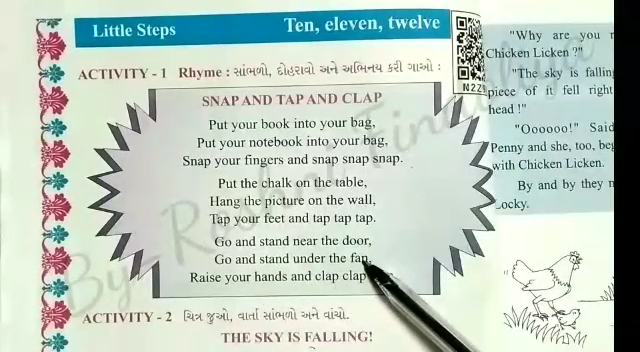 Little Steps
Ten, eleven, twelve
N22
ACTIVITY - 1 Rhyme : સાંભળો, દોહરાવો અને અભિનય કરી ગાઓ :
SNAP AND TAP AND CLAP
Put your book into your bag,
Put your notebook into your bag,
Snap your fingers and snap snap snap.
Put the chalk on the table,
Hang the picture on the wall,
Tap your feet and tap tap tap.
Go and stand near the door,
Go and stand under the fan,
Raise your hands and clap clap
ACTIVITY - 2 ચિત્ર જુઓ, વાર્તા સાંભળો અને વાંચો.
THE SKY IS FALLING!
"Why are you
Chicken Licken ?"
"The sky is
piece of it fell right
head !"
"Oooooo!" Said
Penny and she, too,
with Chicken Licken.
By and by they
Locky.